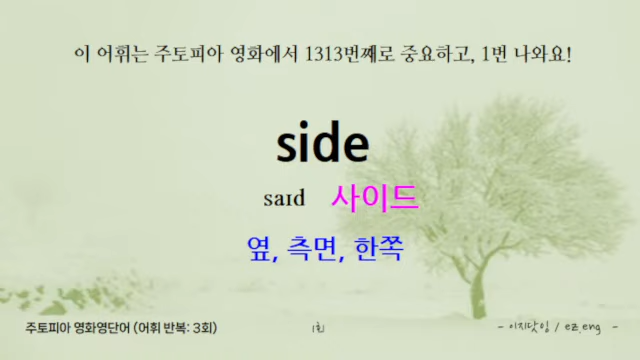 이 어휘는 주토피아 영화에서 1313번째로 중요하고, 1번 나와요!
side
saɪd 사이드
옆, 측면, 한쪽
주토피아 영화영단어 (어휘 반복: 3회) 1회 - 이지닷잉 / ez.eng -